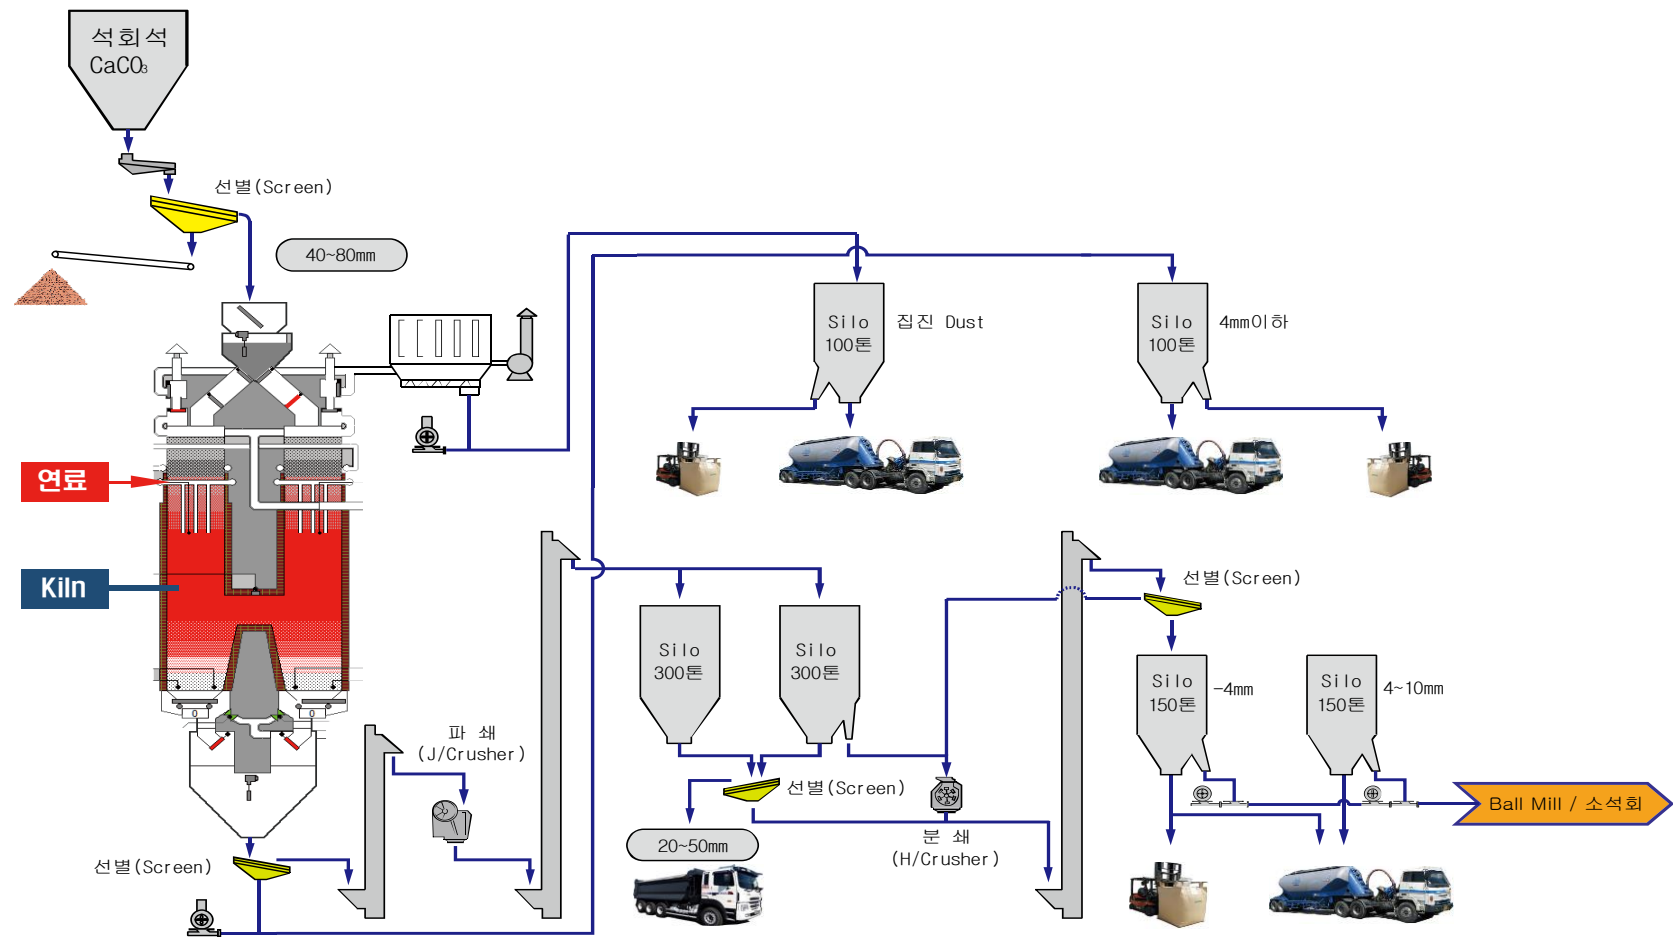 석회석
CaCO3
선별(Screen)
40~80mm
Silo
100톤
집진 Dust
Silo
100톤
4mm이하
연료
Kiln
선별(Screen)
Silo
300톤
Silo
300톤
Silo
150톤
-4mm
Silo
150톤
4~10mm
파 쇄
(J/Crusher)
선별(Screen)
Ball Mill / 소석회
20~50mm
분 쇄
(H/Crusher)
선별(Screen)
0
0